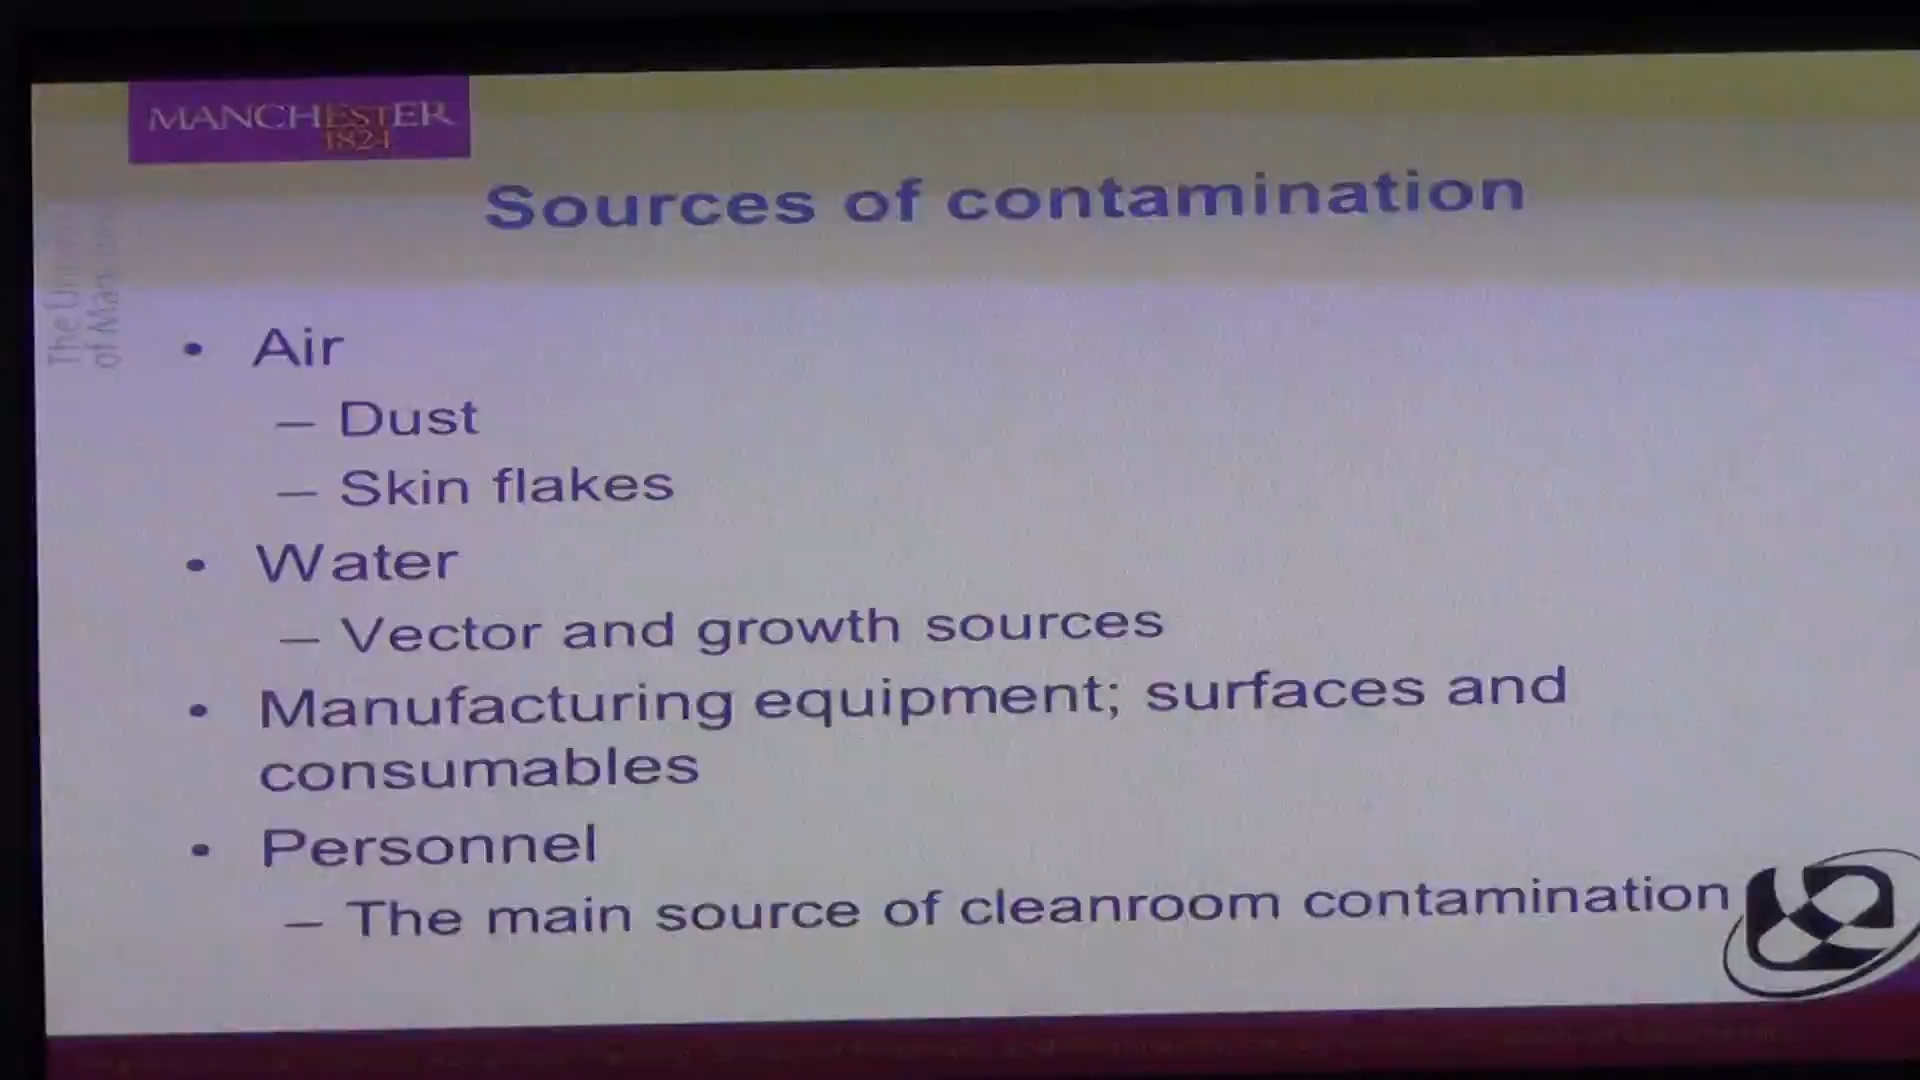 MANCHESTER
1824
Sources of contamination
• Air
– Dust
– Skin flakes
• Water
– Vector and growth sources
• Manufacturing equipment; surfaces and
consumables
• Personnel
– The main source of cleanroom contamination